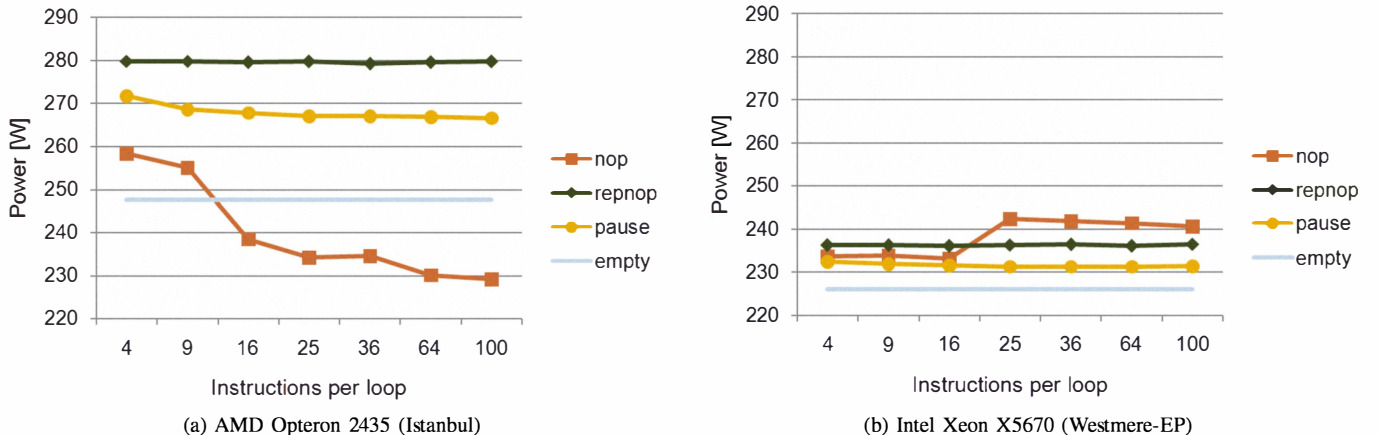 290
280
270
260
250
240
230
220
Power [W]
4 9 16 25 36 64 100
Instructions per loop
nop
repnop
pause
empty
(a) AMD Opteron 2435 (Istanbul)
290
280
270
260
250
240
230
220
Power [W]
4 9 16 25 36 64 100
Instructions per loop
nop
repnop
pause
empty
(b) Intel Xeon X5670 (Westmere-EP)